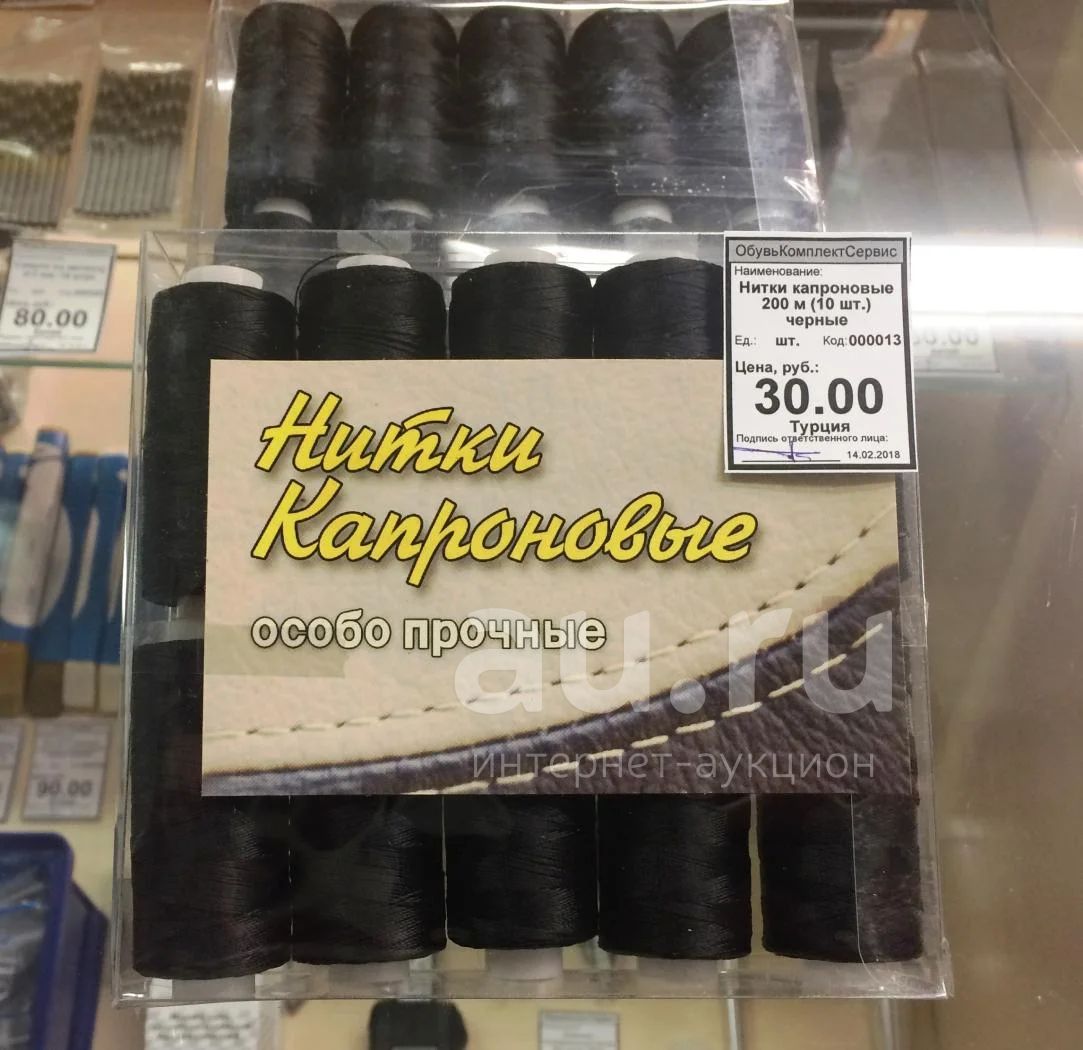 ОбувьКомплектСервис
Наименование:
Нитки капроновые
200 м (10 шт.)
черные
Ед.: шт. Код: 000013
Цена, руб.:
30.00
Турция
Подпись ответственного лица:
14.02.2018
80.00
Нитки
Капроновые
особо прочные
au.ru
интернет-аукцион
90.00